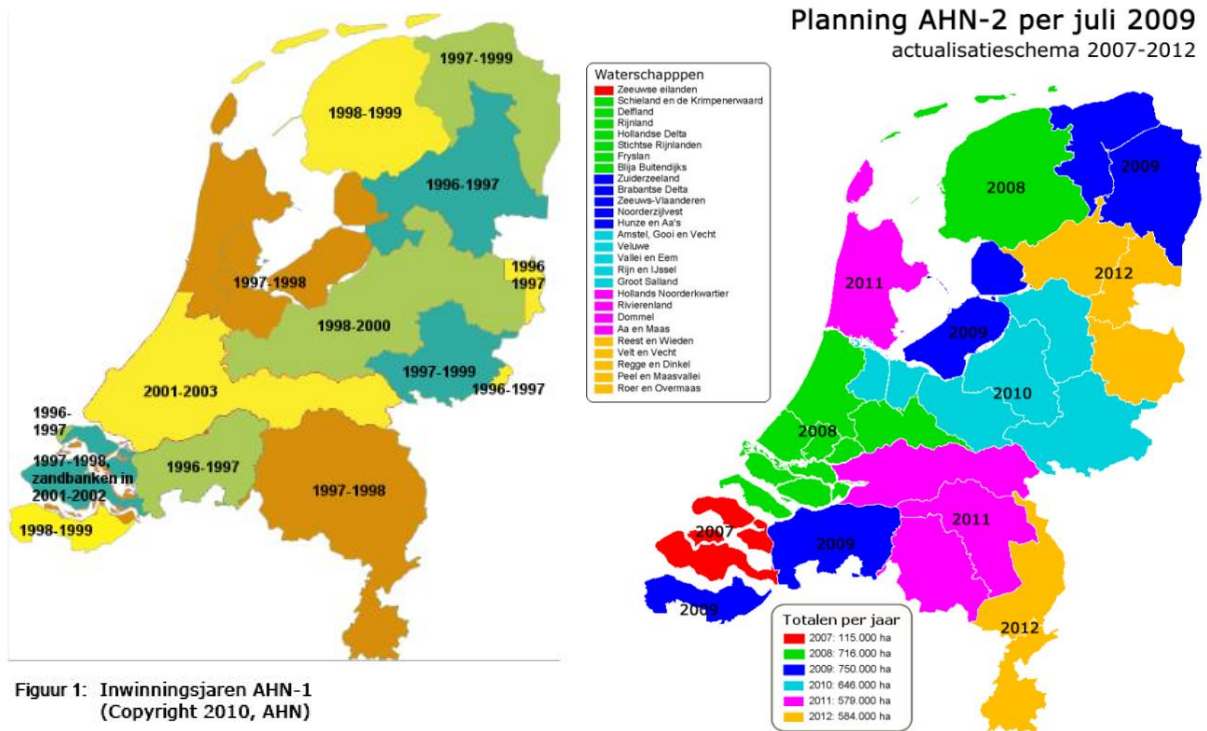 1997-1999
1998-1999
1996-1997
1996
1997
1997-1998
1998-2000
1997-1999
1996-1997
2001-2003
1996-
1997
1997-1998,
zandbanken in
2001-2002
1996-1997
1997-1998
1998-1999
Figuur 1: Inwinningsjaren AHN-1
(Copyright 2010, AHN)
Planning AHN-2 per juli 2009
actualisatieschema 2007-2012
Waterschapppen
Zeeuwse eilanden
Schieland en de Krimpenerwaard
Delfland
Rijnland
Hollandse Delta
Stichtse Rijnlanden
Fryslan
Blija Buitendijks
Zuiderzeeland
Brabantse Delta
Zeeuws-Vlaanderen
Noorderzijlvest
Hunze en Aa's
Amstel, Gooi en Vecht
Veluwe
Vallei en Eem
Rijn en IJssel
Groot Salland
Hollands Noorderkwartier
Rivierenland
Dommel
Aa en Maas
Reest en Wieden
Velt en Vecht
Regge en Dinkel
Peel en Maasvallei
Roer en Overmaas
2009
2008
2012
2011
2009
2010
2008
2007
2011
2009
2009
2012
Totalen per jaar
2007: 115.000 ha
2008: 716.000 ha
2009: 750.000 ha
2010: 646.000 ha
2011: 579.000 ha
2012: 584.000 ha